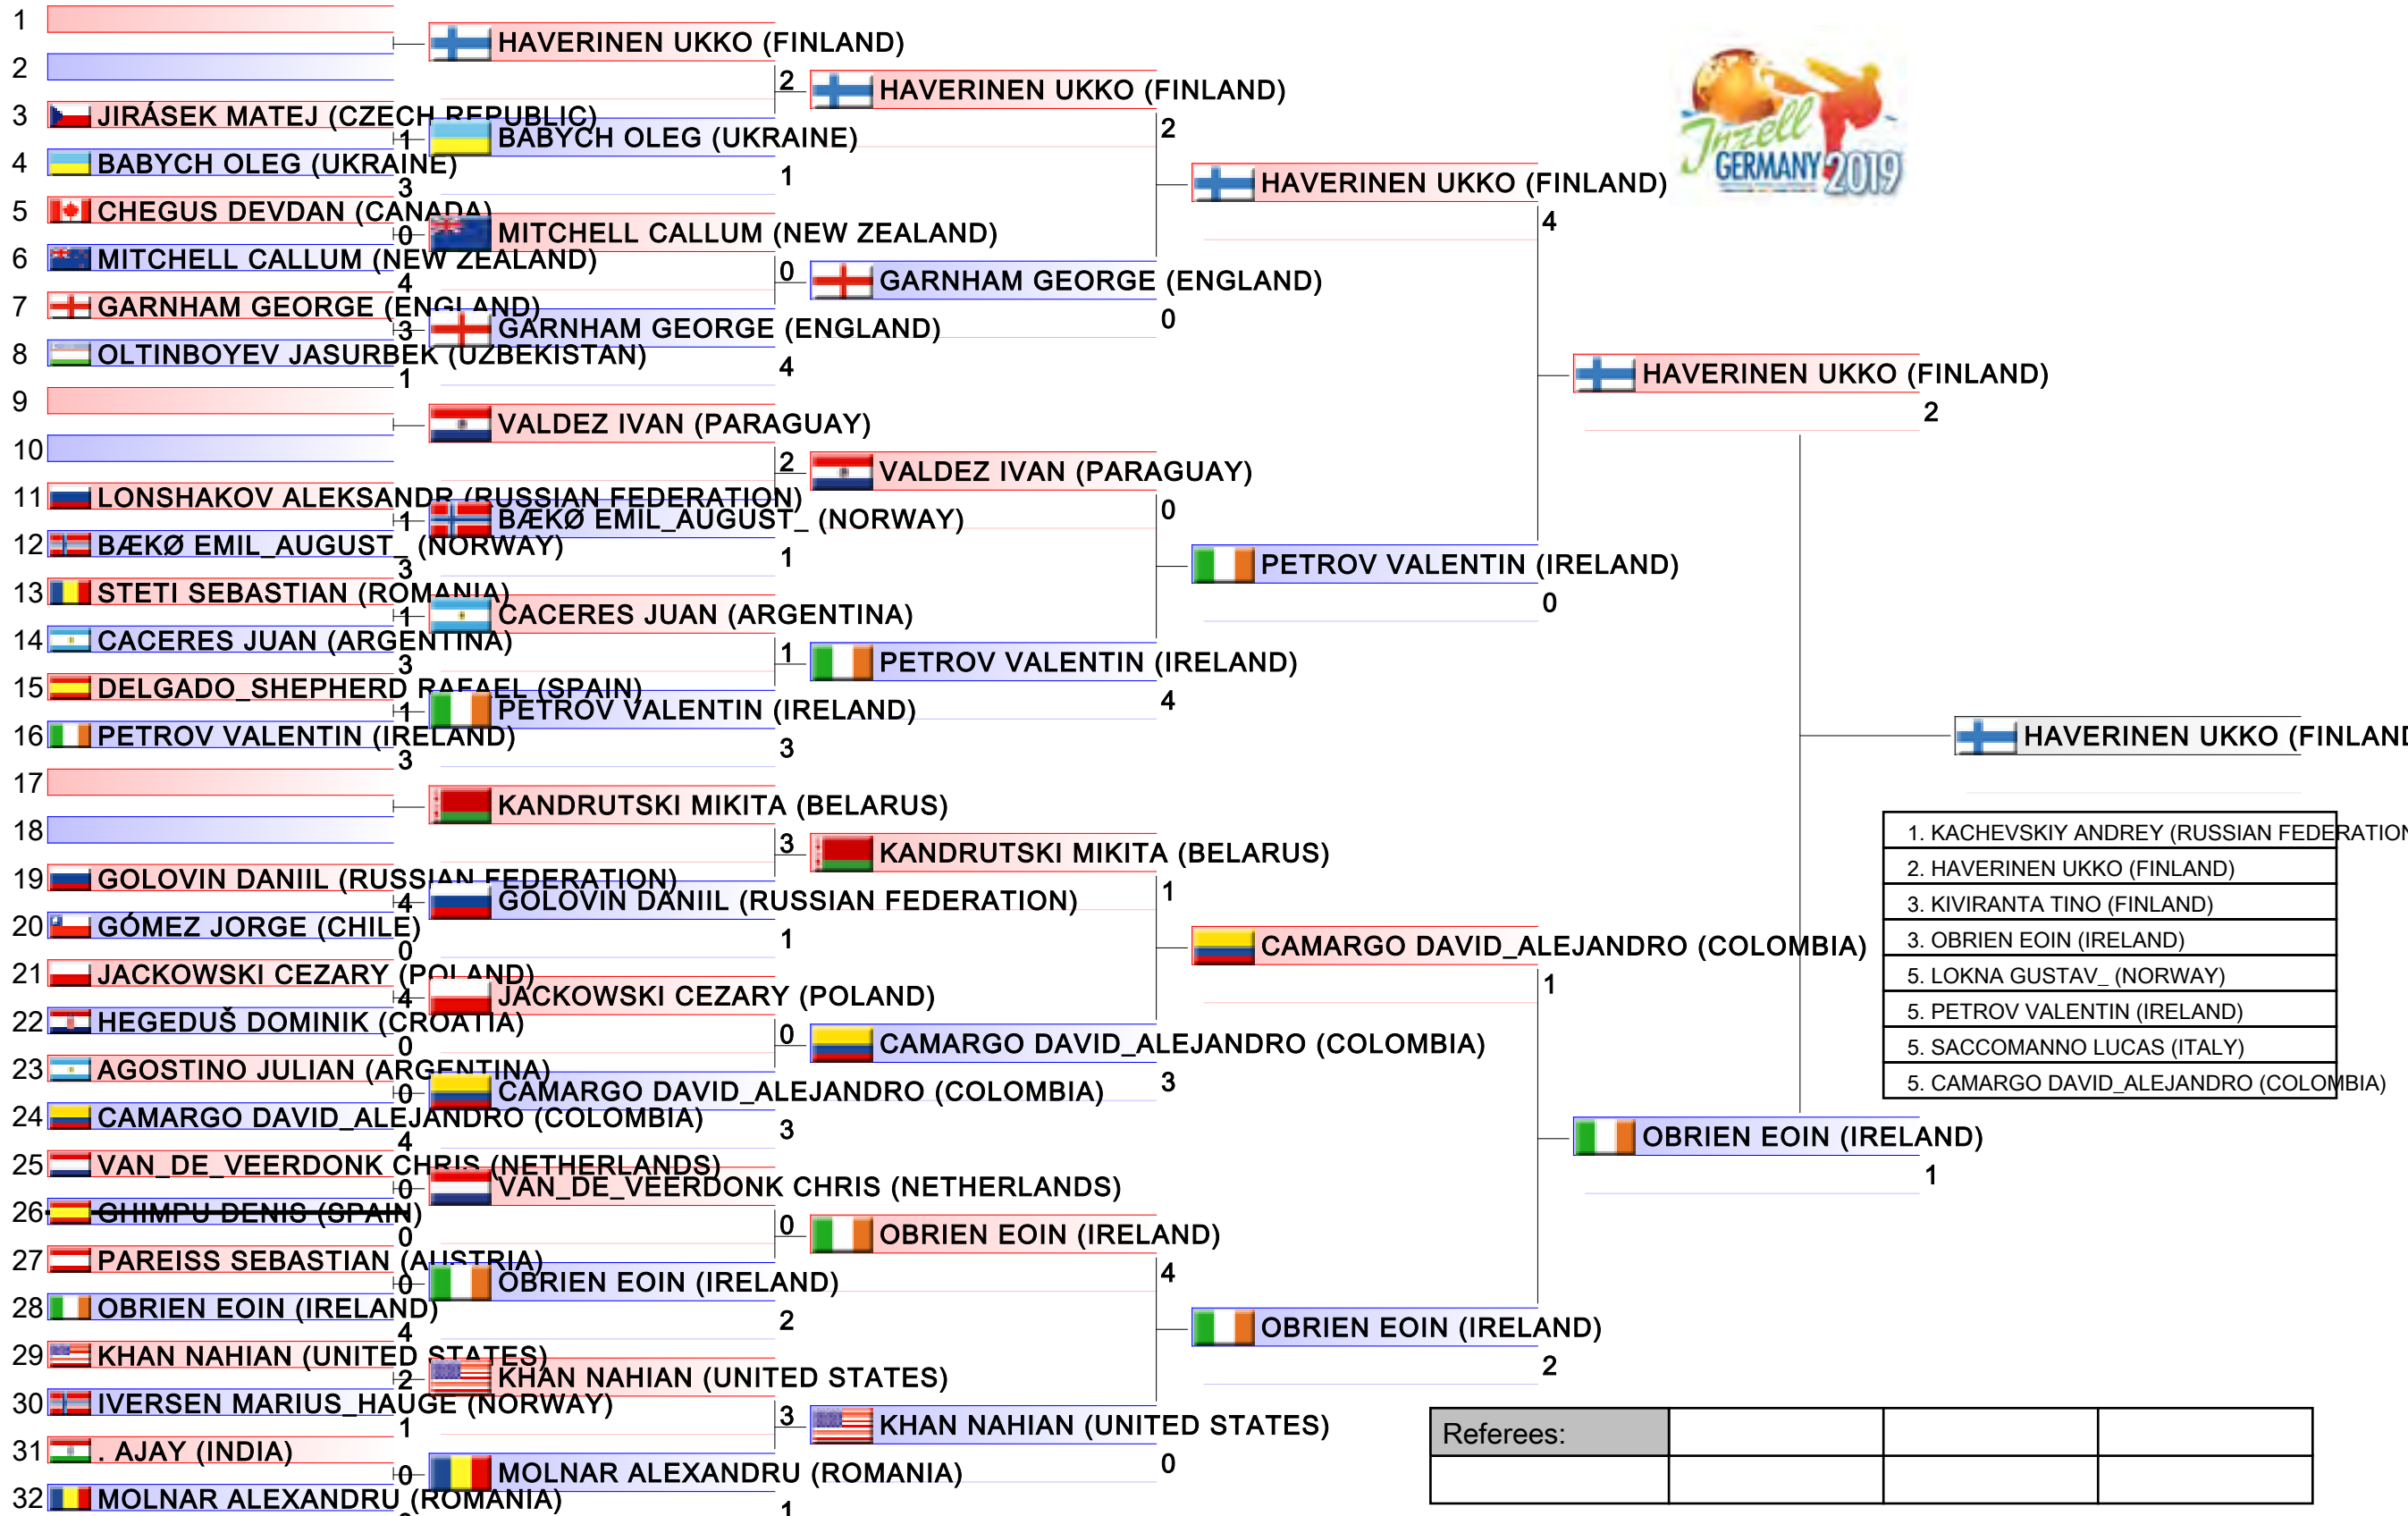 1
2
3 JIRÁSEK MATEJ (CZECH REPUBLIC)
1
4 BABYCH OLEG (UKRAINE)
3
5 CHEGUS DEVDAN (CANADA)
0
6 MITCHELL CALLUM (NEW ZEALAND)
4
7 GARNHAM GEORGE (ENGLAND)
3
8 OLTINBOYEV JASURBEK (UZBEKISTAN)
1
9
10
11 LONSHAKOV ALEKSANDR (RUSSIAN FEDERATION)
1
12 BÆKØ EMIL_AUGUST_ (NORWAY)
3
13 STETI SEBASTIAN (ROMANIA)
1
14 CACERES JUAN (ARGENTINA)
3
15 DELGADO_SHEPHERD RAFAEL (SPAIN)
1
16 PETROV VALENTIN (IRELAND)
3
17
18
19 GOLOVIN DANIIL (RUSSIAN FEDERATION)
4
20 GÓMEZ JORGE (CHILE)
0
21 JACKOWSKI CEZARY (POLAND)
4
22 HEGEDUŠ DOMINIK (CROATIA)
0
23 AGOSTINO JULIAN (ARGENTINA)
0
24 CAMARGO DAVID_ALEJANDRO (COLOMBIA)
4
25 VAN_DE_VEERDONK CHRIS (NETHERLANDS)
0
26 GHIMPU DENIS (SPAIN)
0
27 PAREISS SEBASTIAN (AUSTRIA)
0
28 OBRIEN EOIN (IRELAND)
4
29 KHAN NAHIAN (UNITED STATES)
2
30 IVERSEN MARIUS_HAUGE (NORWAY)
1
31 . AJAY (INDIA)
0
32 MOLNAR ALEXANDRU (ROMANIA)
HAVERINEN UKKO (FINLAND)
2
BABYCH OLEG (UKRAINE)
1
MITCHELL CALLUM (NEW ZEALAND)
0
GARNHAM GEORGE (ENGLAND)
4
VALDEZ IVAN (PARAGUAY)
2
BÆKØ EMIL_AUGUST_ (NORWAY)
1
CACERES JUAN (ARGENTINA)
1
PETROV VALENTIN (IRELAND)
3
KANDRUTSKI MIKITA (BELARUS)
3
GOLOVIN DANIIL (RUSSIAN FEDERATION)
1
JACKOWSKI CEZARY (POLAND)
0
CAMARGO DAVID_ALEJANDRO (COLOMBIA)
3
VAN_DE_VEERDONK CHRIS (NETHERLANDS)
0
OBRIEN EOIN (IRELAND)
2
KHAN NAHIAN (UNITED STATES)
3
MOLNAR ALEXANDRU (ROMANIA)
1
HAVERINEN UKKO (FINLAND)
2
GARNHAM GEORGE (ENGLAND)
0
VALDEZ IVAN (PARAGUAY)
0
PETROV VALENTIN (IRELAND)
4
KANDRUTSKI MIKITA (BELARUS)
1
CAMARGO DAVID_ALEJANDRO (COLOMBIA)
3
OBRIEN EOIN (IRELAND)
4
KHAN NAHIAN (UNITED STATES)
0
HAVERINEN UKKO (FINLAND)
4
PETROV VALENTIN (IRELAND)
0
CAMARGO DAVID_ALEJANDRO (COLOMBIA)
1
OBRIEN EOIN (IRELAND)
2
HAVERINEN UKKO (FINLAND)
2
OBRIEN EOIN (IRELAND)
1
Inzell
GERMANY 2019
HAVERINEN UKKO (FINLAN
1. KACHEVSKIY ANDREY (RUSSIAN FEDERATION
2. HAVERINEN UKKO (FINLAND)
3. KIVIRANTA TINO (FINLAND)
3. OBRIEN EOIN (IRELAND)
5. LOKNA GUSTAV_ (NORWAY)
5. PETROV VALENTIN (IRELAND)
5. SACCOMANNO LUCAS (ITALY)
5. CAMARGO DAVID_ALEJANDRO (COLOMBIA)
Referees: